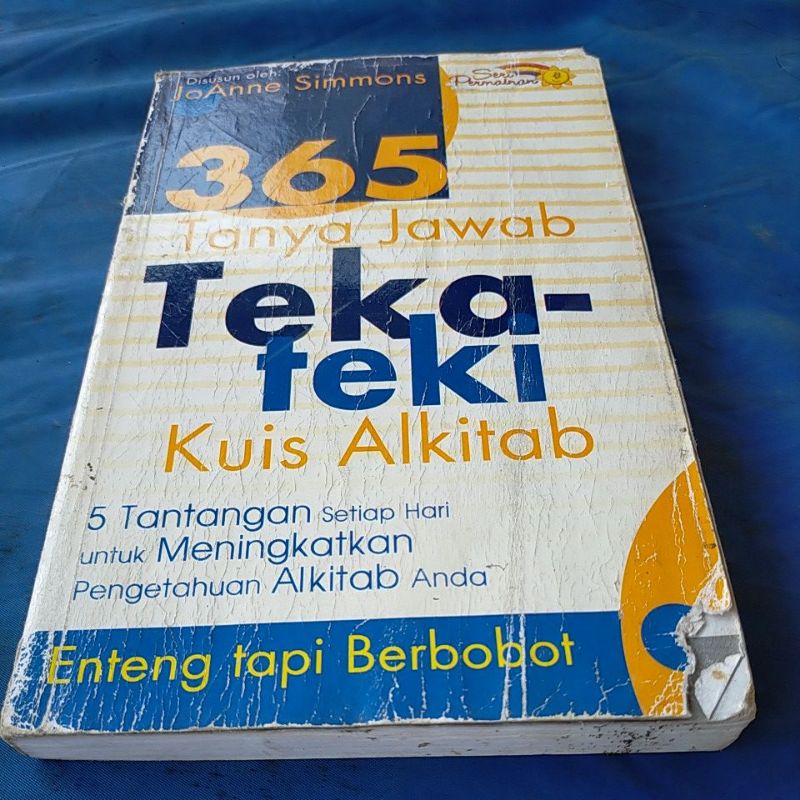 Disusun oleh:
JoAnne Simmons
Seri
Permainan
365
Tanya Jawab
Teka-
teki
Kuis Alkitab
5 Tantangan Setiap Hari
untuk Meningkatkan
Pengetahuan Alkitab Anda
Enteng tapi Berbobot